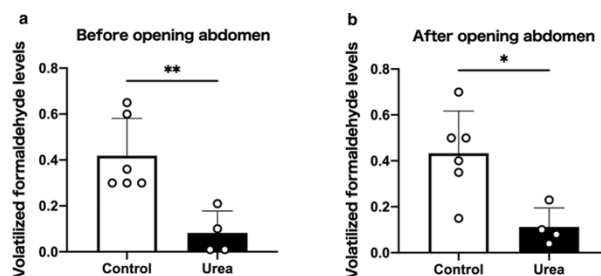 a
Before opening abdomen
Volatilized formaldehyde levels
0.8
0.6
0.4
0.2
0.0
**
Control
Urea
b
After opening abdomen
Volatilized formaldehyde levels
0.8
0.6
0.4
0.2
0.0
*
Control
Urea